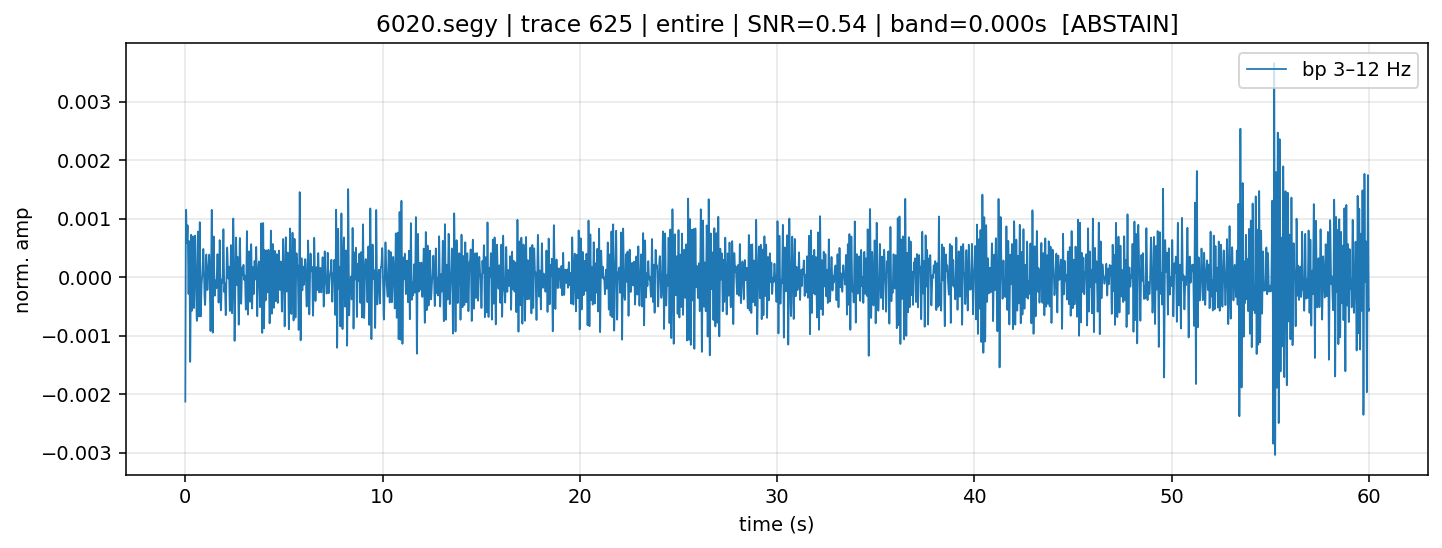 6020.segy | trace 625 | entire | SNR=0.54 | band=0.000s  [ABSTAIN]
bp 3–12 Hz
norm. amp
0.003
0.002
0.001
0.000
−0.001
−0.002
−0.003
0 10 20 30 40 50 60
time (s)